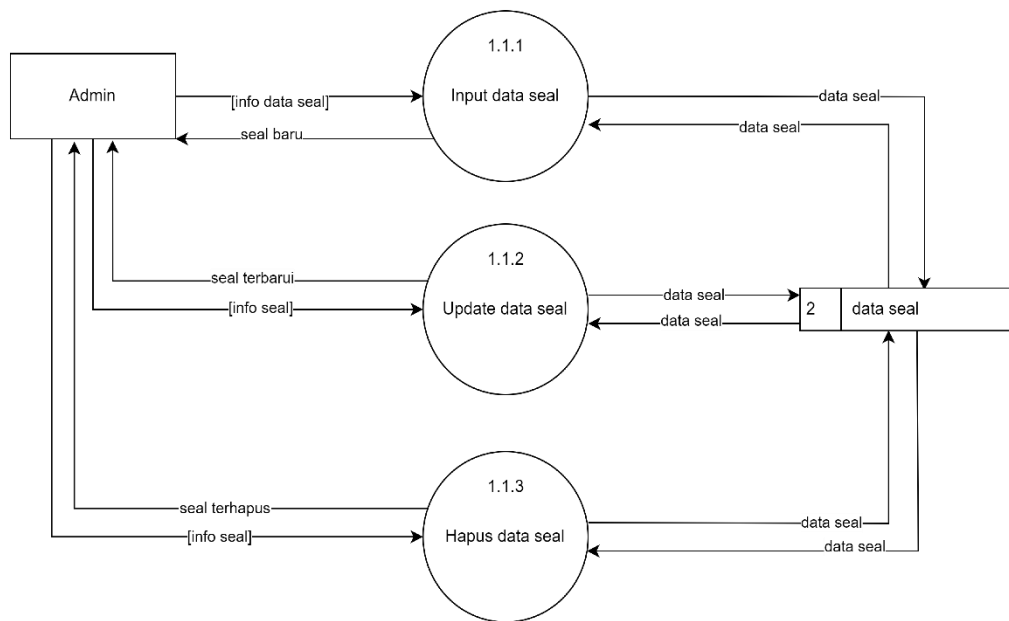 1.1.1
Admin
Input data seal
[info data seal]
data seal
seal baru
data seal
1.1.2
seal terbarui
[info seal]
Update data seal
data seal
data seal
2
data seal
1.1.3
seal terhapus
[info seal]
Hapus data seal
data seal
data seal